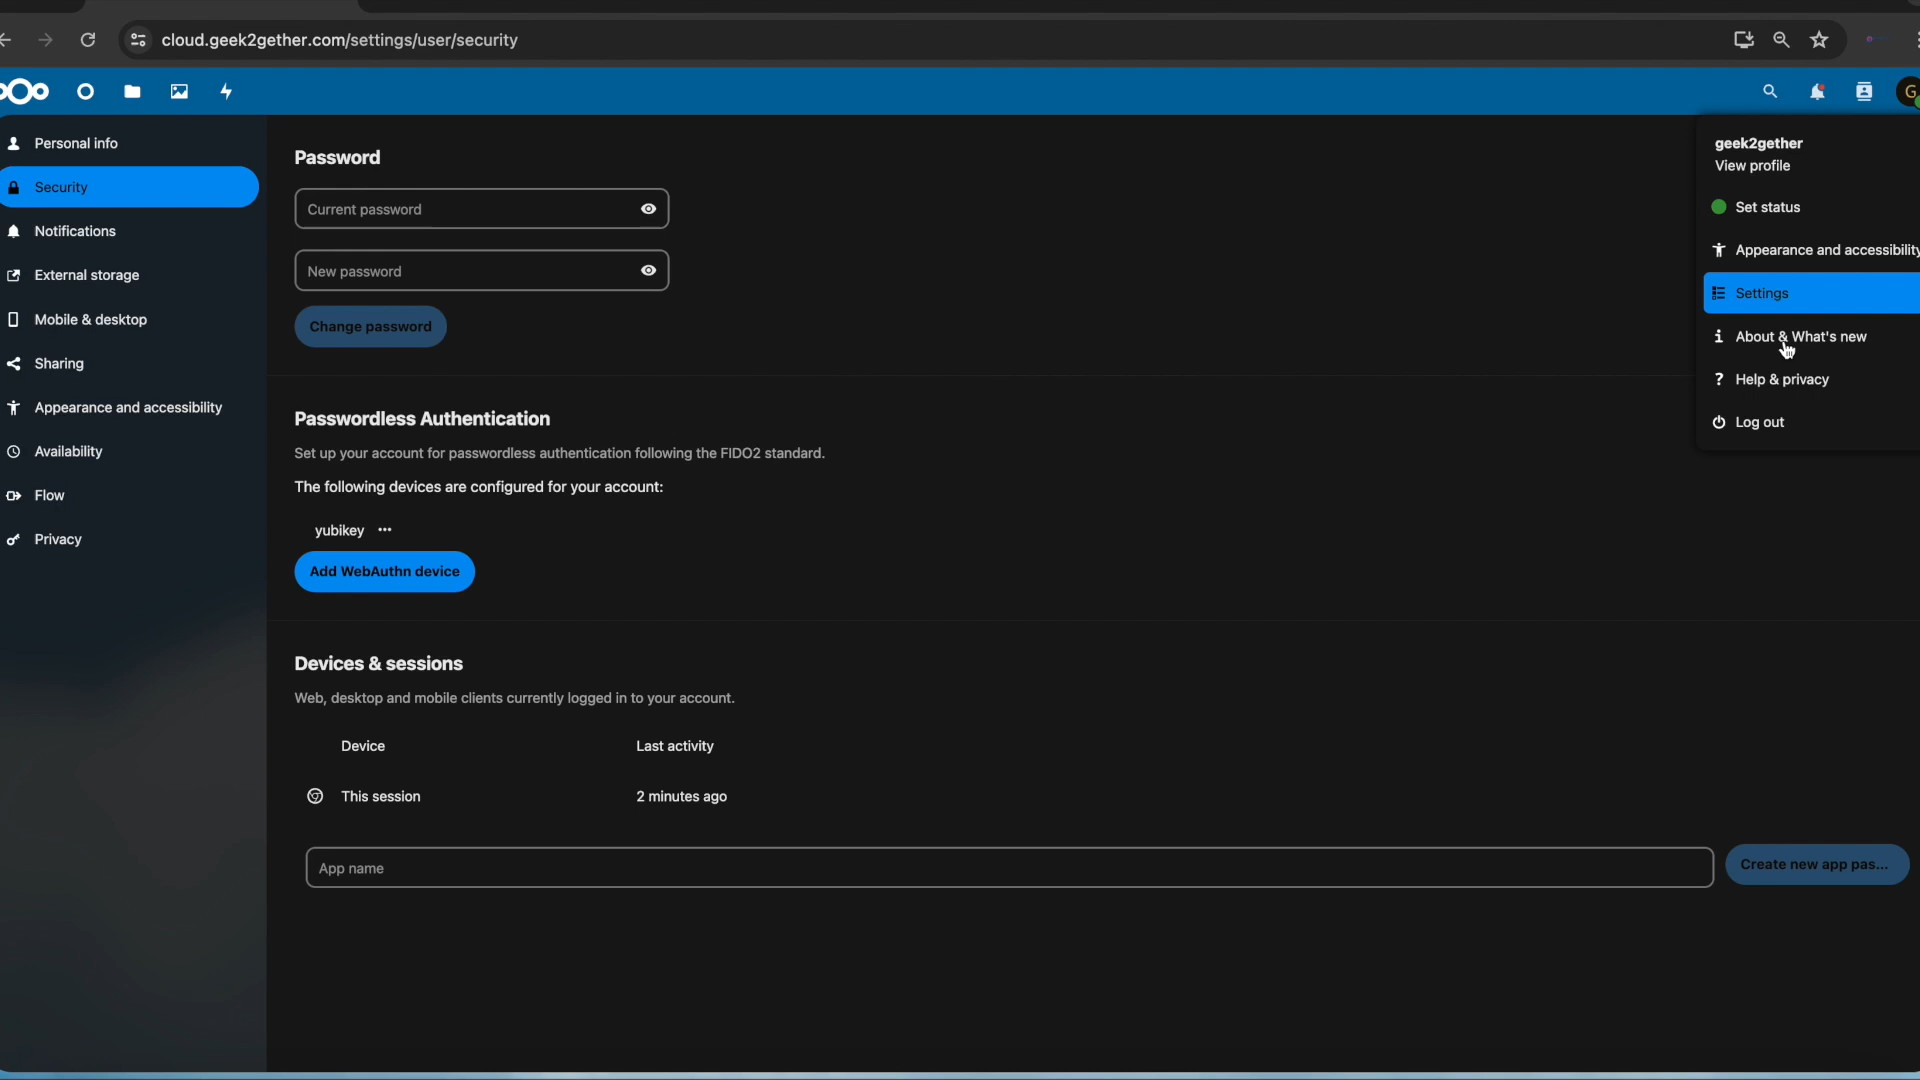 cloud.geek2gether.com/settings/user/security
G
Personal info
Security
Notifications
External storage
Mobile & desktop
Sharing
Appearance and accessibility
Availability
Flow
Privacy
Password
Current password
New password
Change password
Passwordless Authentication
Set up your account for passwordless authentication following the FIDO2 standard.
The following devices are configured for your account:
yubikey
Add WebAuthn device
Devices & sessions
Web, desktop and mobile clients currently logged in to your account.
Device Last activity
This session 2 minutes ago
App name
Create new app pas...
geek2gether
View profile
Set status
Appearance and accessibility
Settings
About & What's new
Help & privacy
Log out